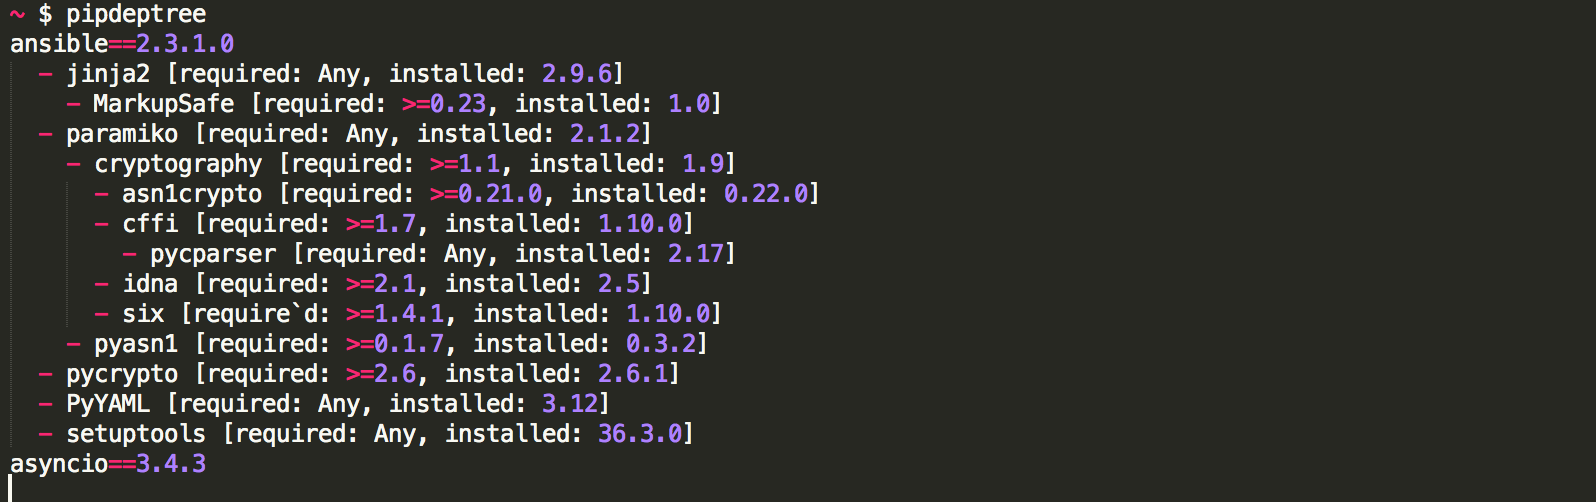 ~ $ pipdeptree
ansible==2.3.1.0
  - jinja2 [required: Any, installed: 2.9.6]
    - MarkupSafe [required: >=0.23, installed: 1.0]
  - paramiko [required: Any, installed: 2.1.2]
    - cryptography [required: >=1.1, installed: 1.9]
      - asn1crypto [required: >=0.21.0, installed: 0.22.0]
      - cffi [required: >=1.7, installed: 1.10.0]
        - pycparser [required: Any, installed: 2.17]
      - idna [required: >=2.1, installed: 2.5]
      - six [require`d: >=1.4.1, installed: 1.10.0]
    - pyasn1 [required: >=0.1.7, installed: 0.3.2]
  - pycrypto [required: >=2.6, installed: 2.6.1]
  - PyYAML [required: Any, installed: 3.12]
  - setuptools [required: Any, installed: 36.3.0]
asyncio==3.4.3